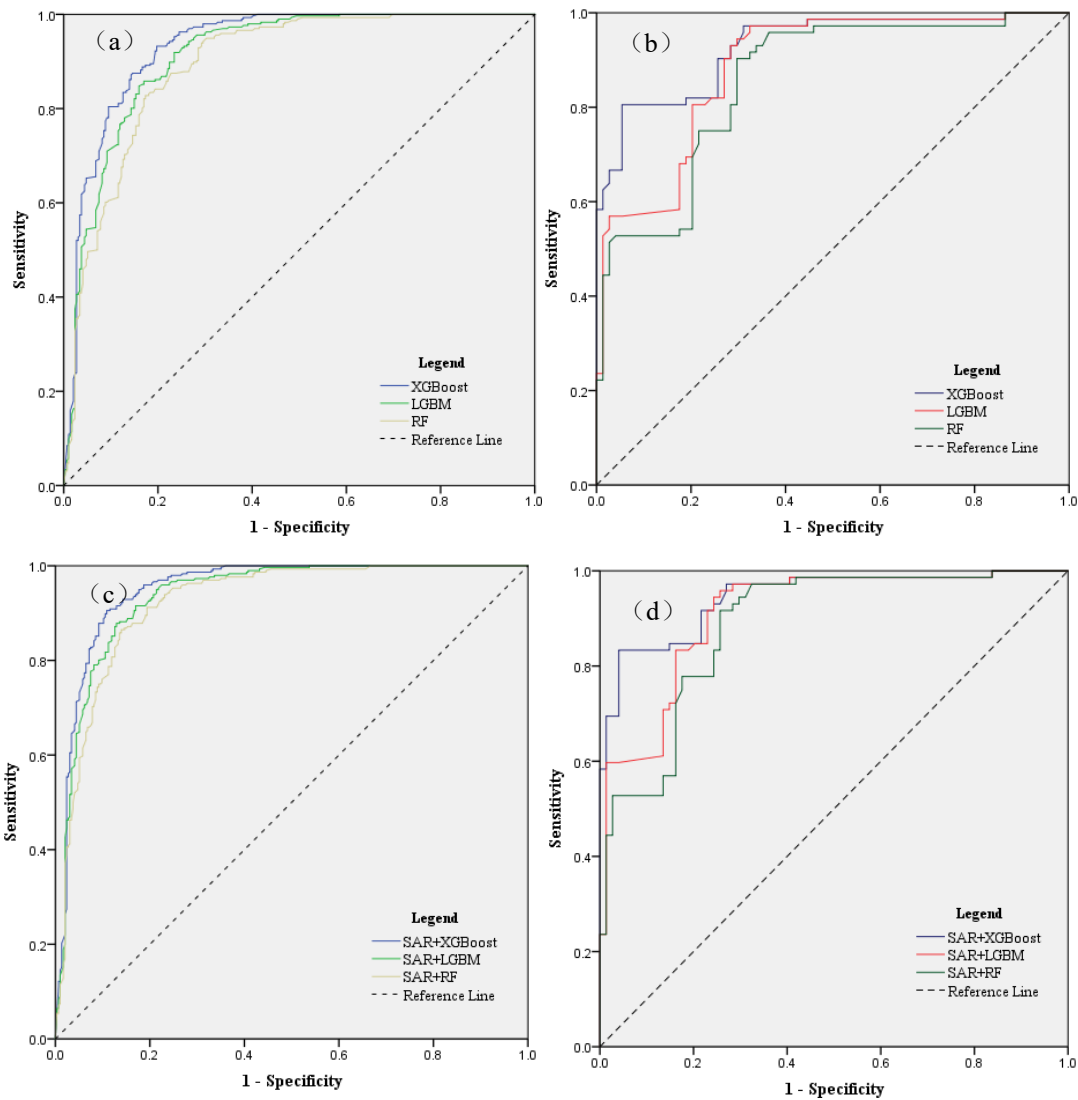 （a）
1.0
0.8
0.6
0.4
0.2
0.0
Sensitivity
Legend
XGBoost
LGBM
RF
Reference Line
0.0
0.2
0.4
0.6
0.8
1.0
1 - Specificity
（b）
1.0
0.8
0.6
0.4
0.2
0.0
Sensitivity
Legend
XGBoost
LGBM
RF
Reference Line
0.0
0.2
0.4
0.6
0.8
1.0
1 - Specificity
（c）
1.0
0.8
0.6
0.4
0.2
0.0
Sensitivity
Legend
SAR+XGBoost
SAR+LGBM
SAR+RF
Reference Line
0.0
0.2
0.4
0.6
0.8
1.0
1 - Specificity
（d）
1.0
0.8
0.6
0.4
0.2
0.0
Sensitivity
Legend
SAR+XGBoost
SAR+LGBM
SAR+RF
Reference Line
0.0
0.2
0.4
0.6
0.8
1.0
1 - Specificity